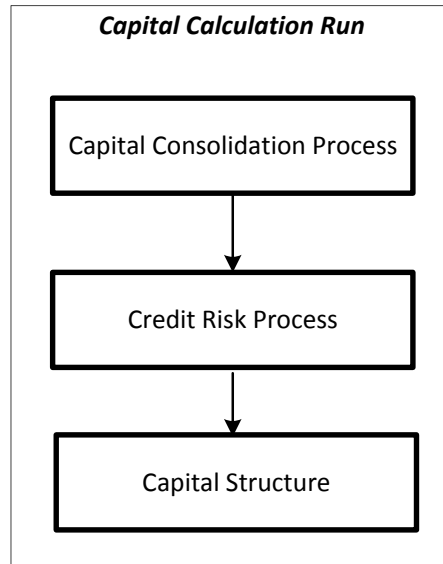 Capital Calculation Run
Capital Consolidation Process
Credit Risk Process
Capital Structure